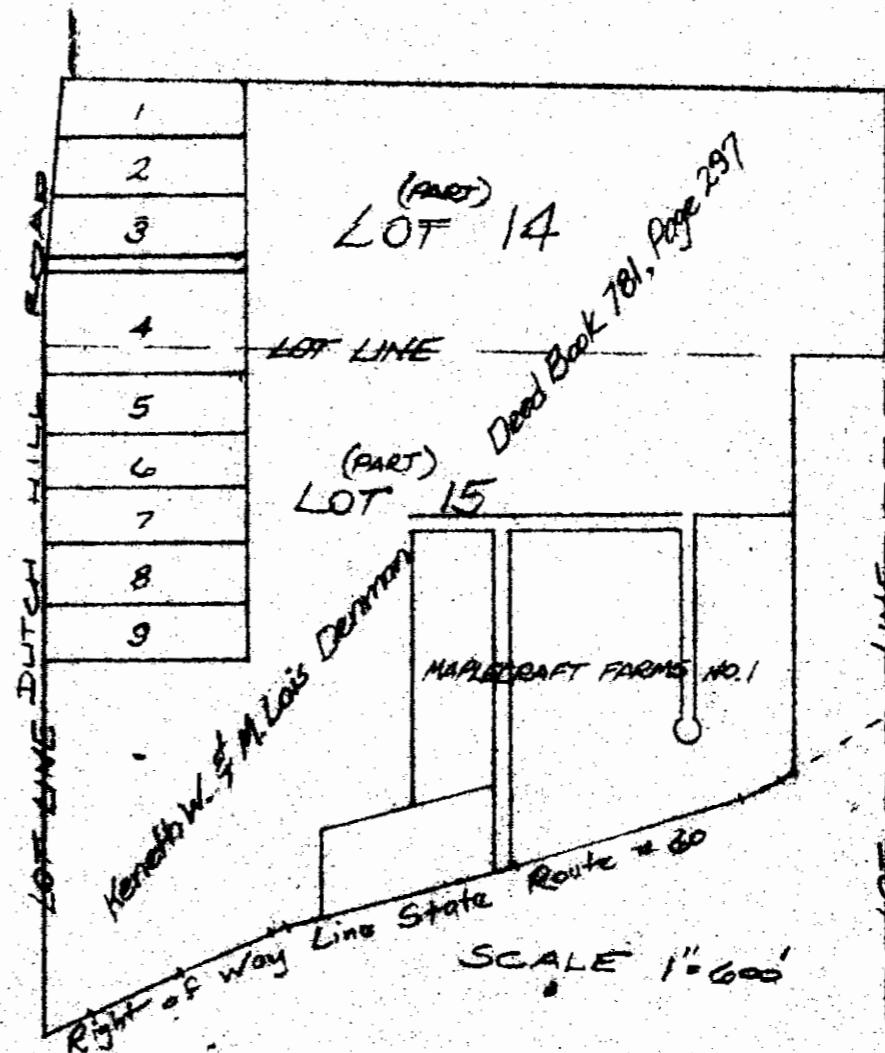 1
2
3
4
5
6
7
8
9
(PART)
LOT 14
LOT LINE
Deed Book 781, Page 297
(PART)
LOT 15
MAPLECRAFT FARMS NO. 1
Kenneth W. & M. Lois Denman
DUTCH HILL ROAD
LOT LINE
LOT LINE
Right of Way Line State Route # 60
SCALE 1"=600'